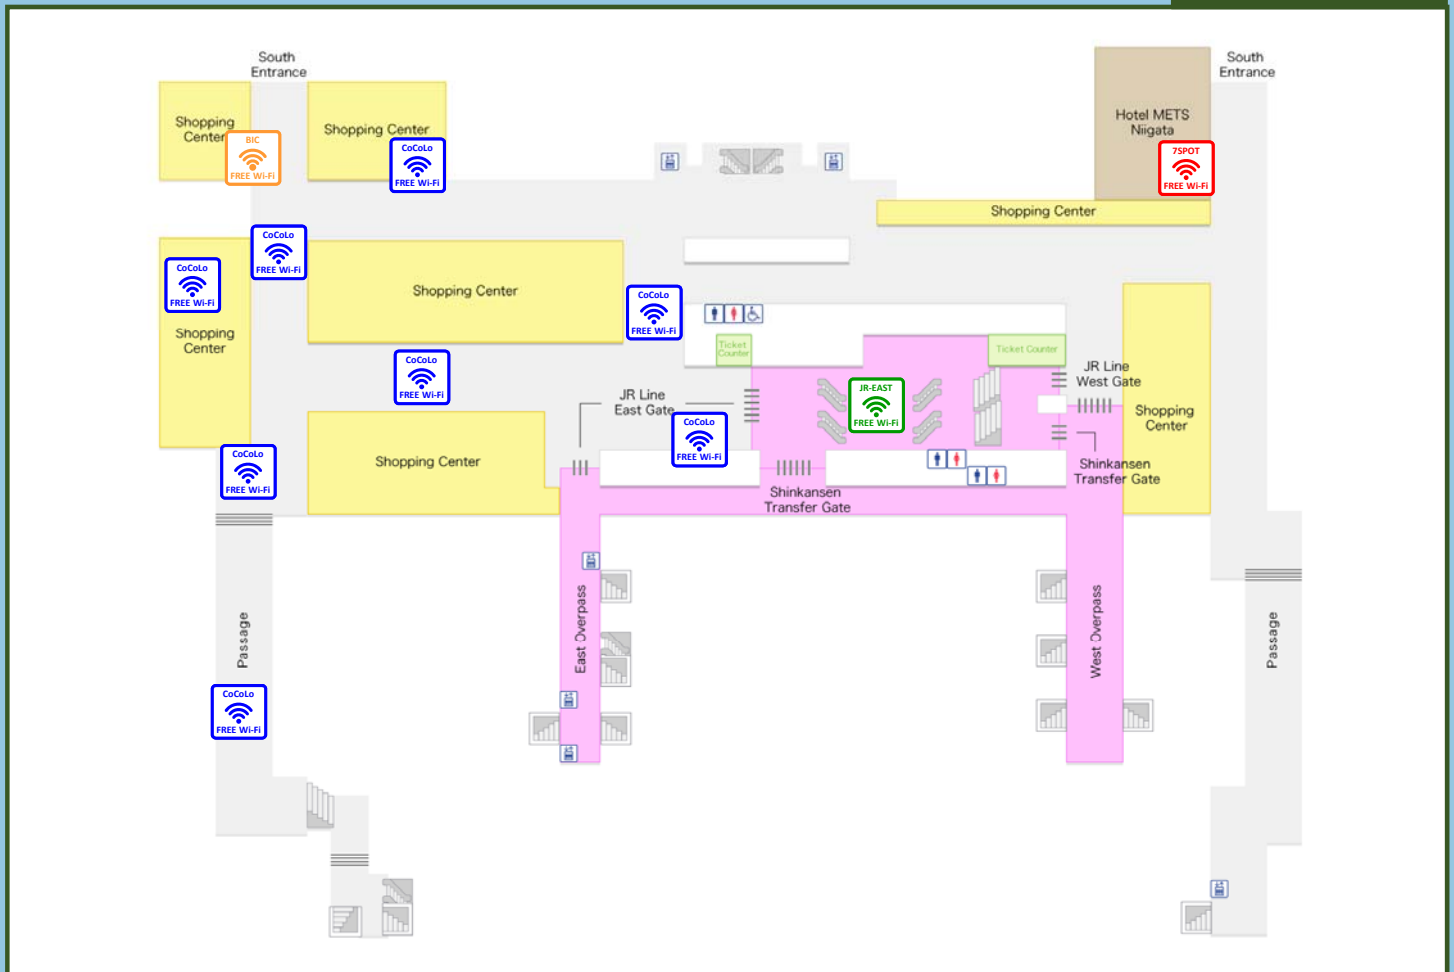 South
Entrance
South
Entrance
Shopping
Center
BIC
FREE Wi-Fi
Shopping Center
CoCoLo
FREE Wi-Fi
Hotel METS
Niigata
7SPOT
FREE Wi-Fi
Shopping Center
CoCoLo
FREE Wi-Fi
CoCoLo
FREE Wi-Fi
Shopping
Center
Shopping Center
CoCoLo
FREE Wi-Fi
CoCoLo
FREE Wi-Fi
Ticket
Counter
Ticket Counter
JR Line
East Gate
JR-EAST
FREE Wi-Fi
JR Line
West Gate
Shopping
Center
CoCoLo
FREE Wi-Fi
CoCoLo
FREE Wi-Fi
Shopping Center
Shinkansen
Transfer Gate
Shinkansen
Transfer Gate
Passage
East Overpass
West Overpass
Passage
CoCoLo
FREE Wi-Fi